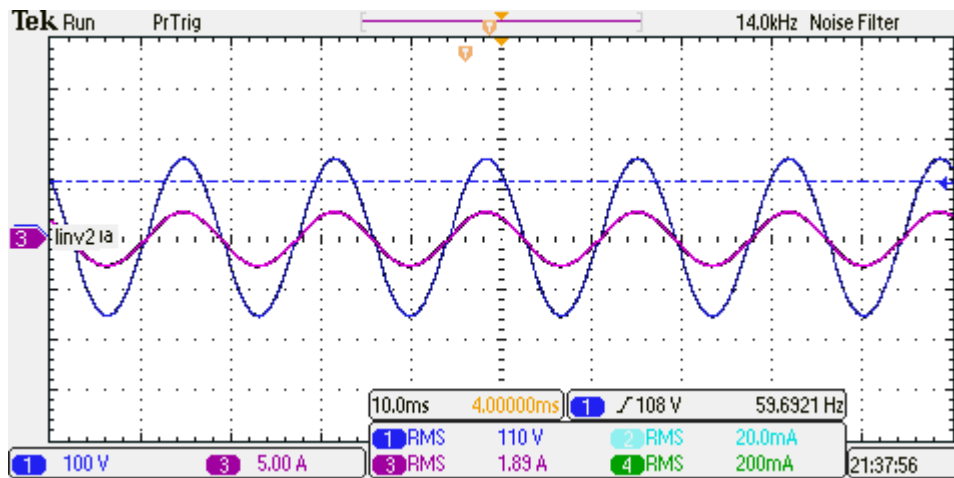 Tek Run PrTrig 14.0kHz Noise Filter
T
T
3 Iinv2 ia
10.0ms 4.00000ms 1 108 V 59.6921 Hz
1 RMS 110 V 2 RMS 20.0mA
1 100 V 3 5.00 A 3 RMS 1.89 A 4 RMS 200mA 21:37:56